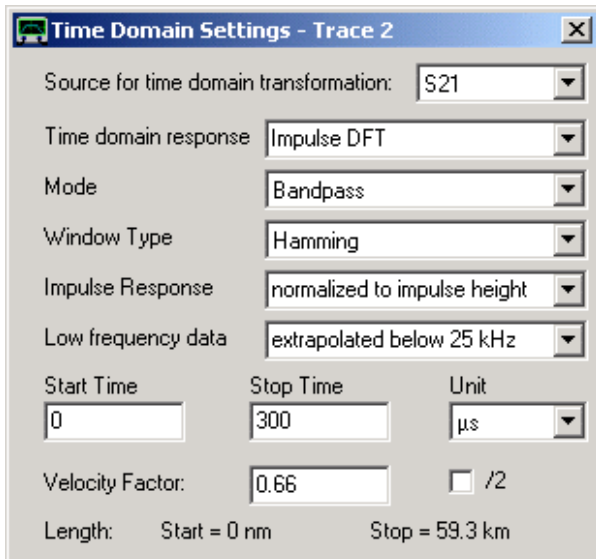 Time Domain Settings - Trace 2
Source for time domain transformation: S21
Time domain response Impulse DFT
Mode Bandpass
Window Type Hamming
Impulse Response normalized to impulse height
Low frequency data extrapolated below 25 kHz
Start Time Stop Time Unit
0 300 µs
Velocity Factor: 0.66 /2
Length: Start = 0 nm Stop = 59.3 km